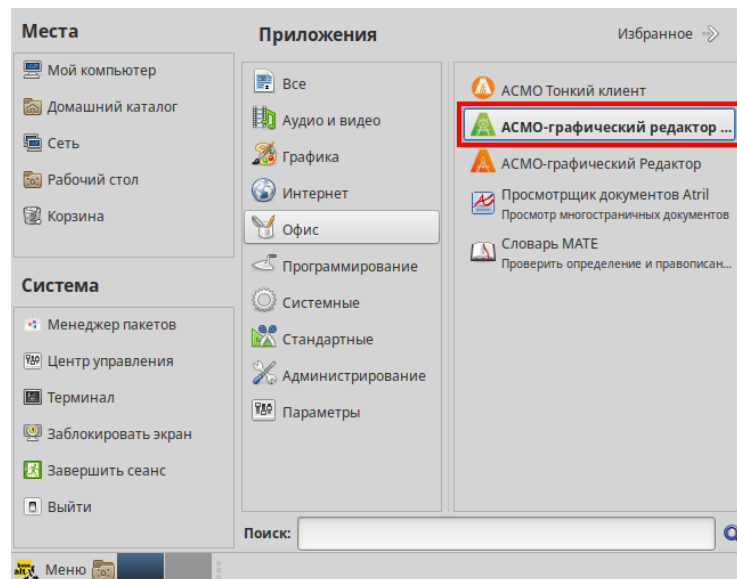 Места
Мой компьютер
Домашний каталог
Сеть
Рабочий стол
Корзина
Система
Менеджер пакетов
Центр управления
Терминал
Заблокировать экран
Завершить сеанс
Выйти
Приложения
Избранное
Все
Аудио и видео
Графика
Интернет
Офис
Программирование
Системные
Стандартные
Администрирование
Параметры
АСМО Тонкий клиент
АСМО-графический редактор ...
АСМО-графический Редактор
Просмотрщик документов Atril
Просмотр многостраничных документов
Словарь MATE
Проверить определение и правописан...
Поиск:
Меню